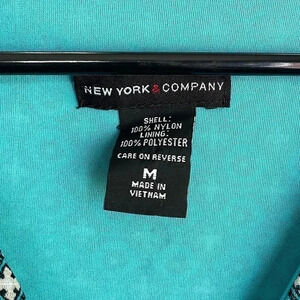 NEW YORK & COMPANY
SHELL:
100% NYLON
LINING:
100% POLYESTER
CARE ON REVERSE
M
MADE IN
VIETNAM